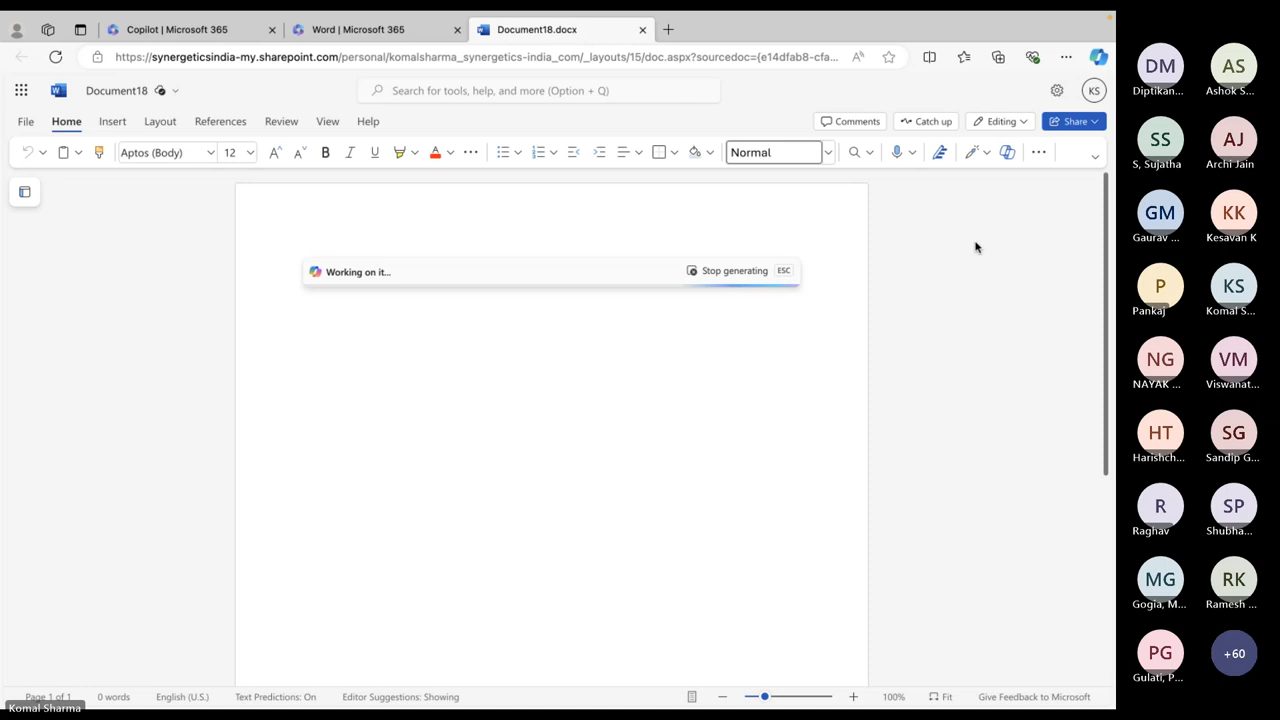 Copilot | Microsoft 365
Word | Microsoft 365
Document18.docx
https://synergeticsindia-my.sharepoint.com/personal/komalsharma_synergetics-india_com/_layouts/15/doc.aspx?sourcedoc={e14dfab8-cfa...
Document18
Search for tools, help, and more (Option + Q)
KS
File Home Insert Layout References Review View Help
Comments Catch up Editing Share
Aptos (Body) 12 Normal
Working on it... Stop generating ESC
Page 1 of 1 0 words English (U.S.) Text Predictions: On Editor Suggestions: Showing 100% Fit Give Feedback to Microsoft
Komal Sharma
DM AS
Diptikan... Ashok S...
SS AJ
S, Sujatha Archi Jain
GM KK
Gaurav ... Kesavan K
P KS
Pankaj Komal S...
NG VM
NAYAK ... Viswanat...
HT SG
Harishch... Sandip G...
R SP
Raghav Shubha...
MG RK
Gogia, M... Ramesh ...
PG +60
Gulati, P...